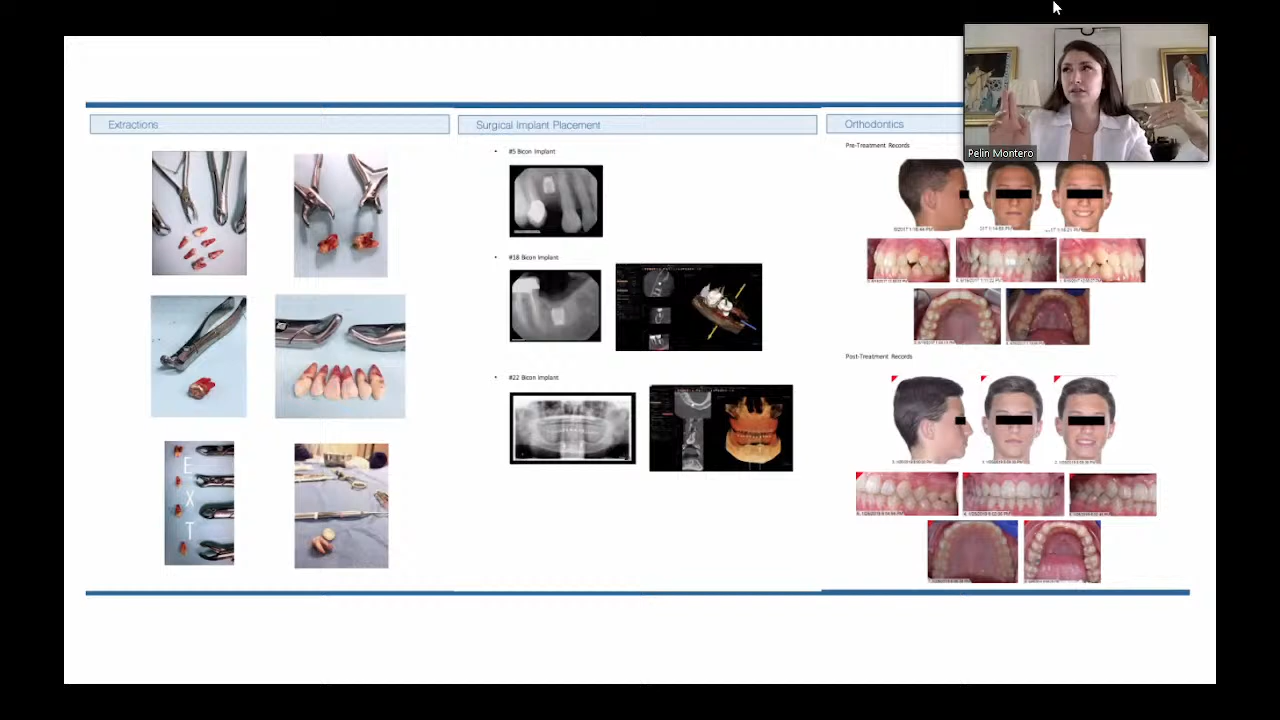 Extractions
E
X
T
Surgical Implant Placement
#5 Bicon Implant
#18 Bicon Implant
#22 Bicon Implant
Orthodontics
Pre-Treatment Records
Post-Treatment Records
Pelin Montero